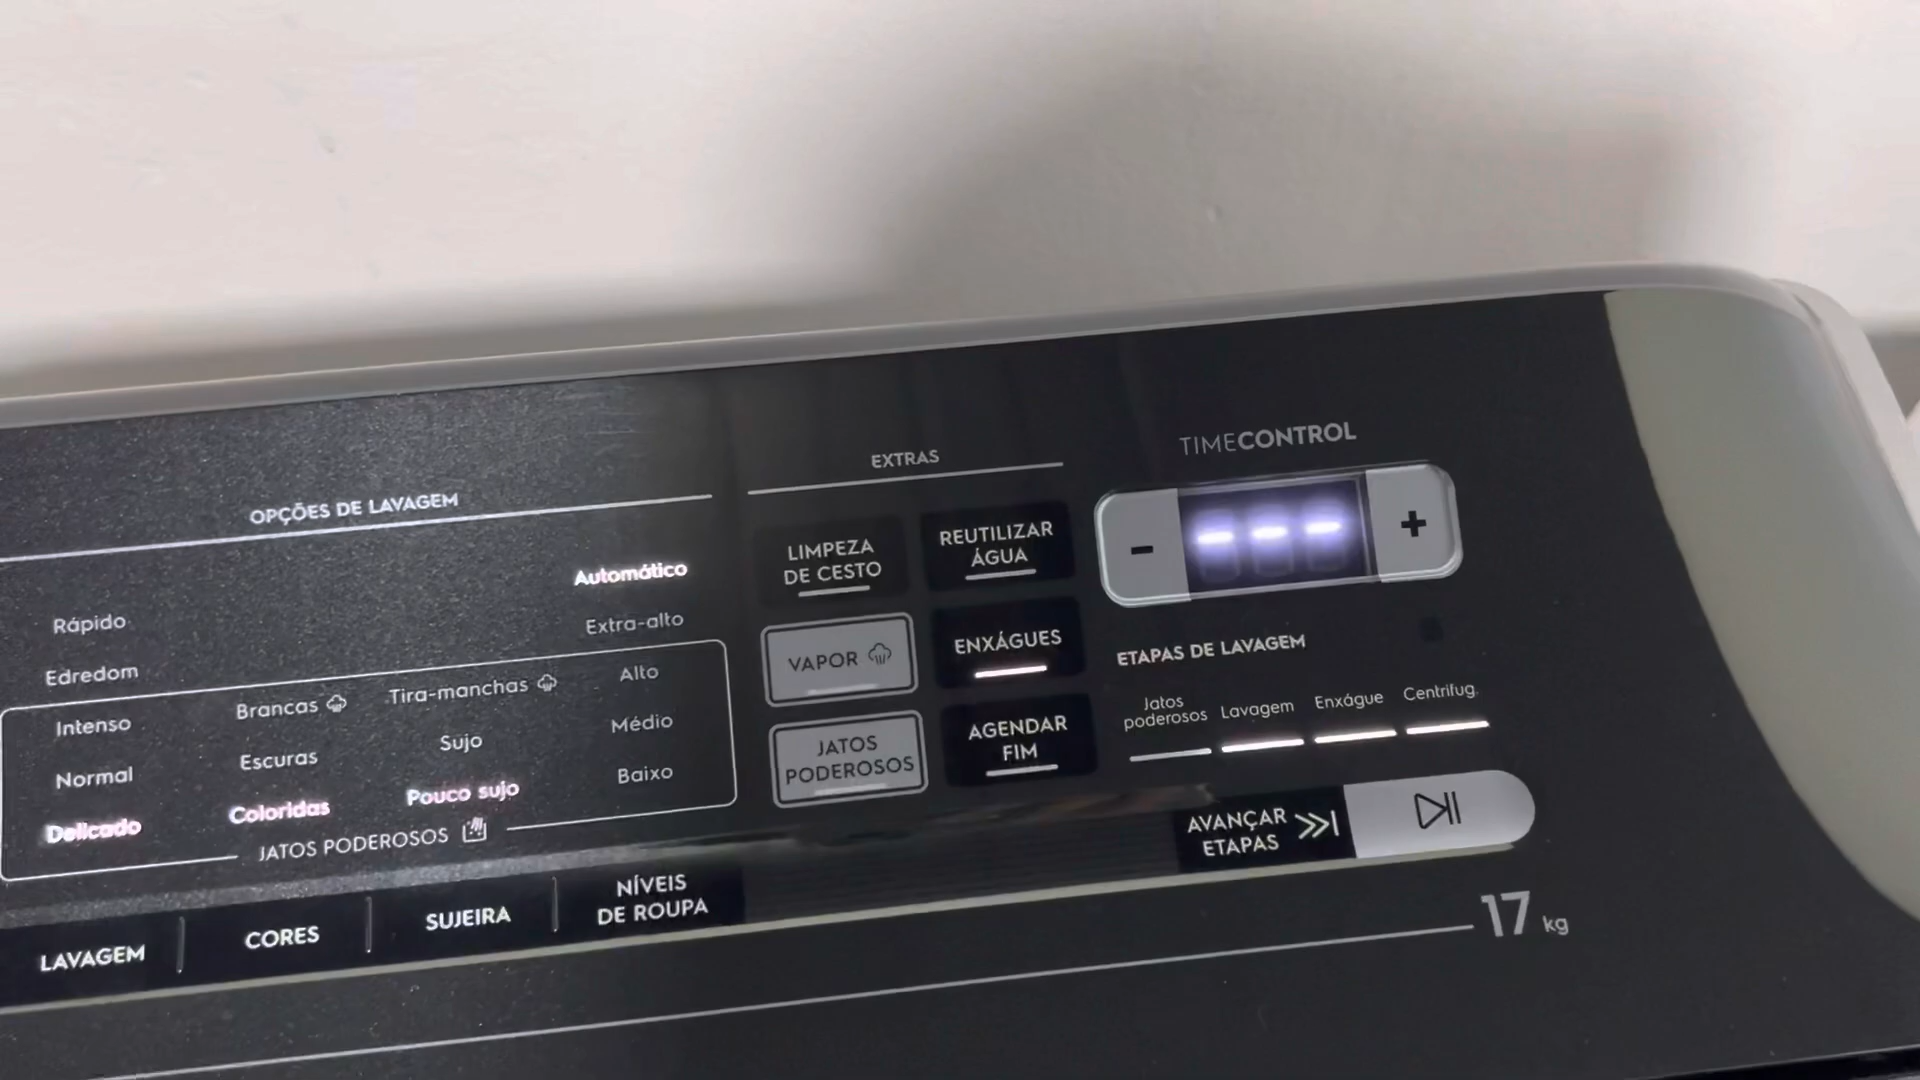 OPÇÕES DE LAVAGEM
Rápido
Edredom
Intenso
Normal
Delicado
Brancas
Escuras
Coloridas
Tira-manchas
Sujo
Pouco sujo
Automático
Extra-alto
Alto
Médio
Baixo
JATOS PODEROSOS
LAVAGEM
CORES
SUJEIRA
NÍVEIS
DE ROUPA
EXTRAS
LIMPEZA
DE CESTO
REUTILIZAR
ÁGUA
VAPOR
ENXÁGUES
JATOS
PODEROSOS
AGENDAR
FIM
TIMECONTROL
- --- +
ETAPAS DE LAVAGEM
Jatos
poderosos
Lavagem
Enxágue
Centrifug.
AVANÇAR
ETAPAS
17 kg